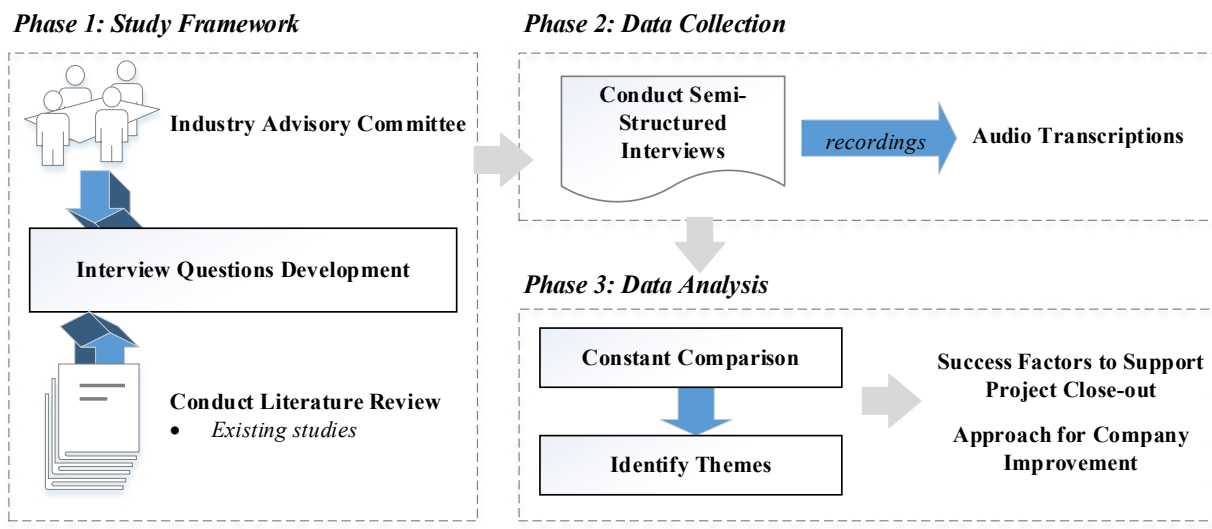 Phase 1: Study Framework
Industry Advisory Committee
Interview Questions Development
Conduct Literature Review
• Existing studies
Phase 2: Data Collection
Conduct Semi-
Structured
Interviews
recordings
Audio Transcriptions
Phase 3: Data Analysis
Constant Comparison
Identify Themes
Success Factors to Support
Project Close-out
Approach for Company
Improvement